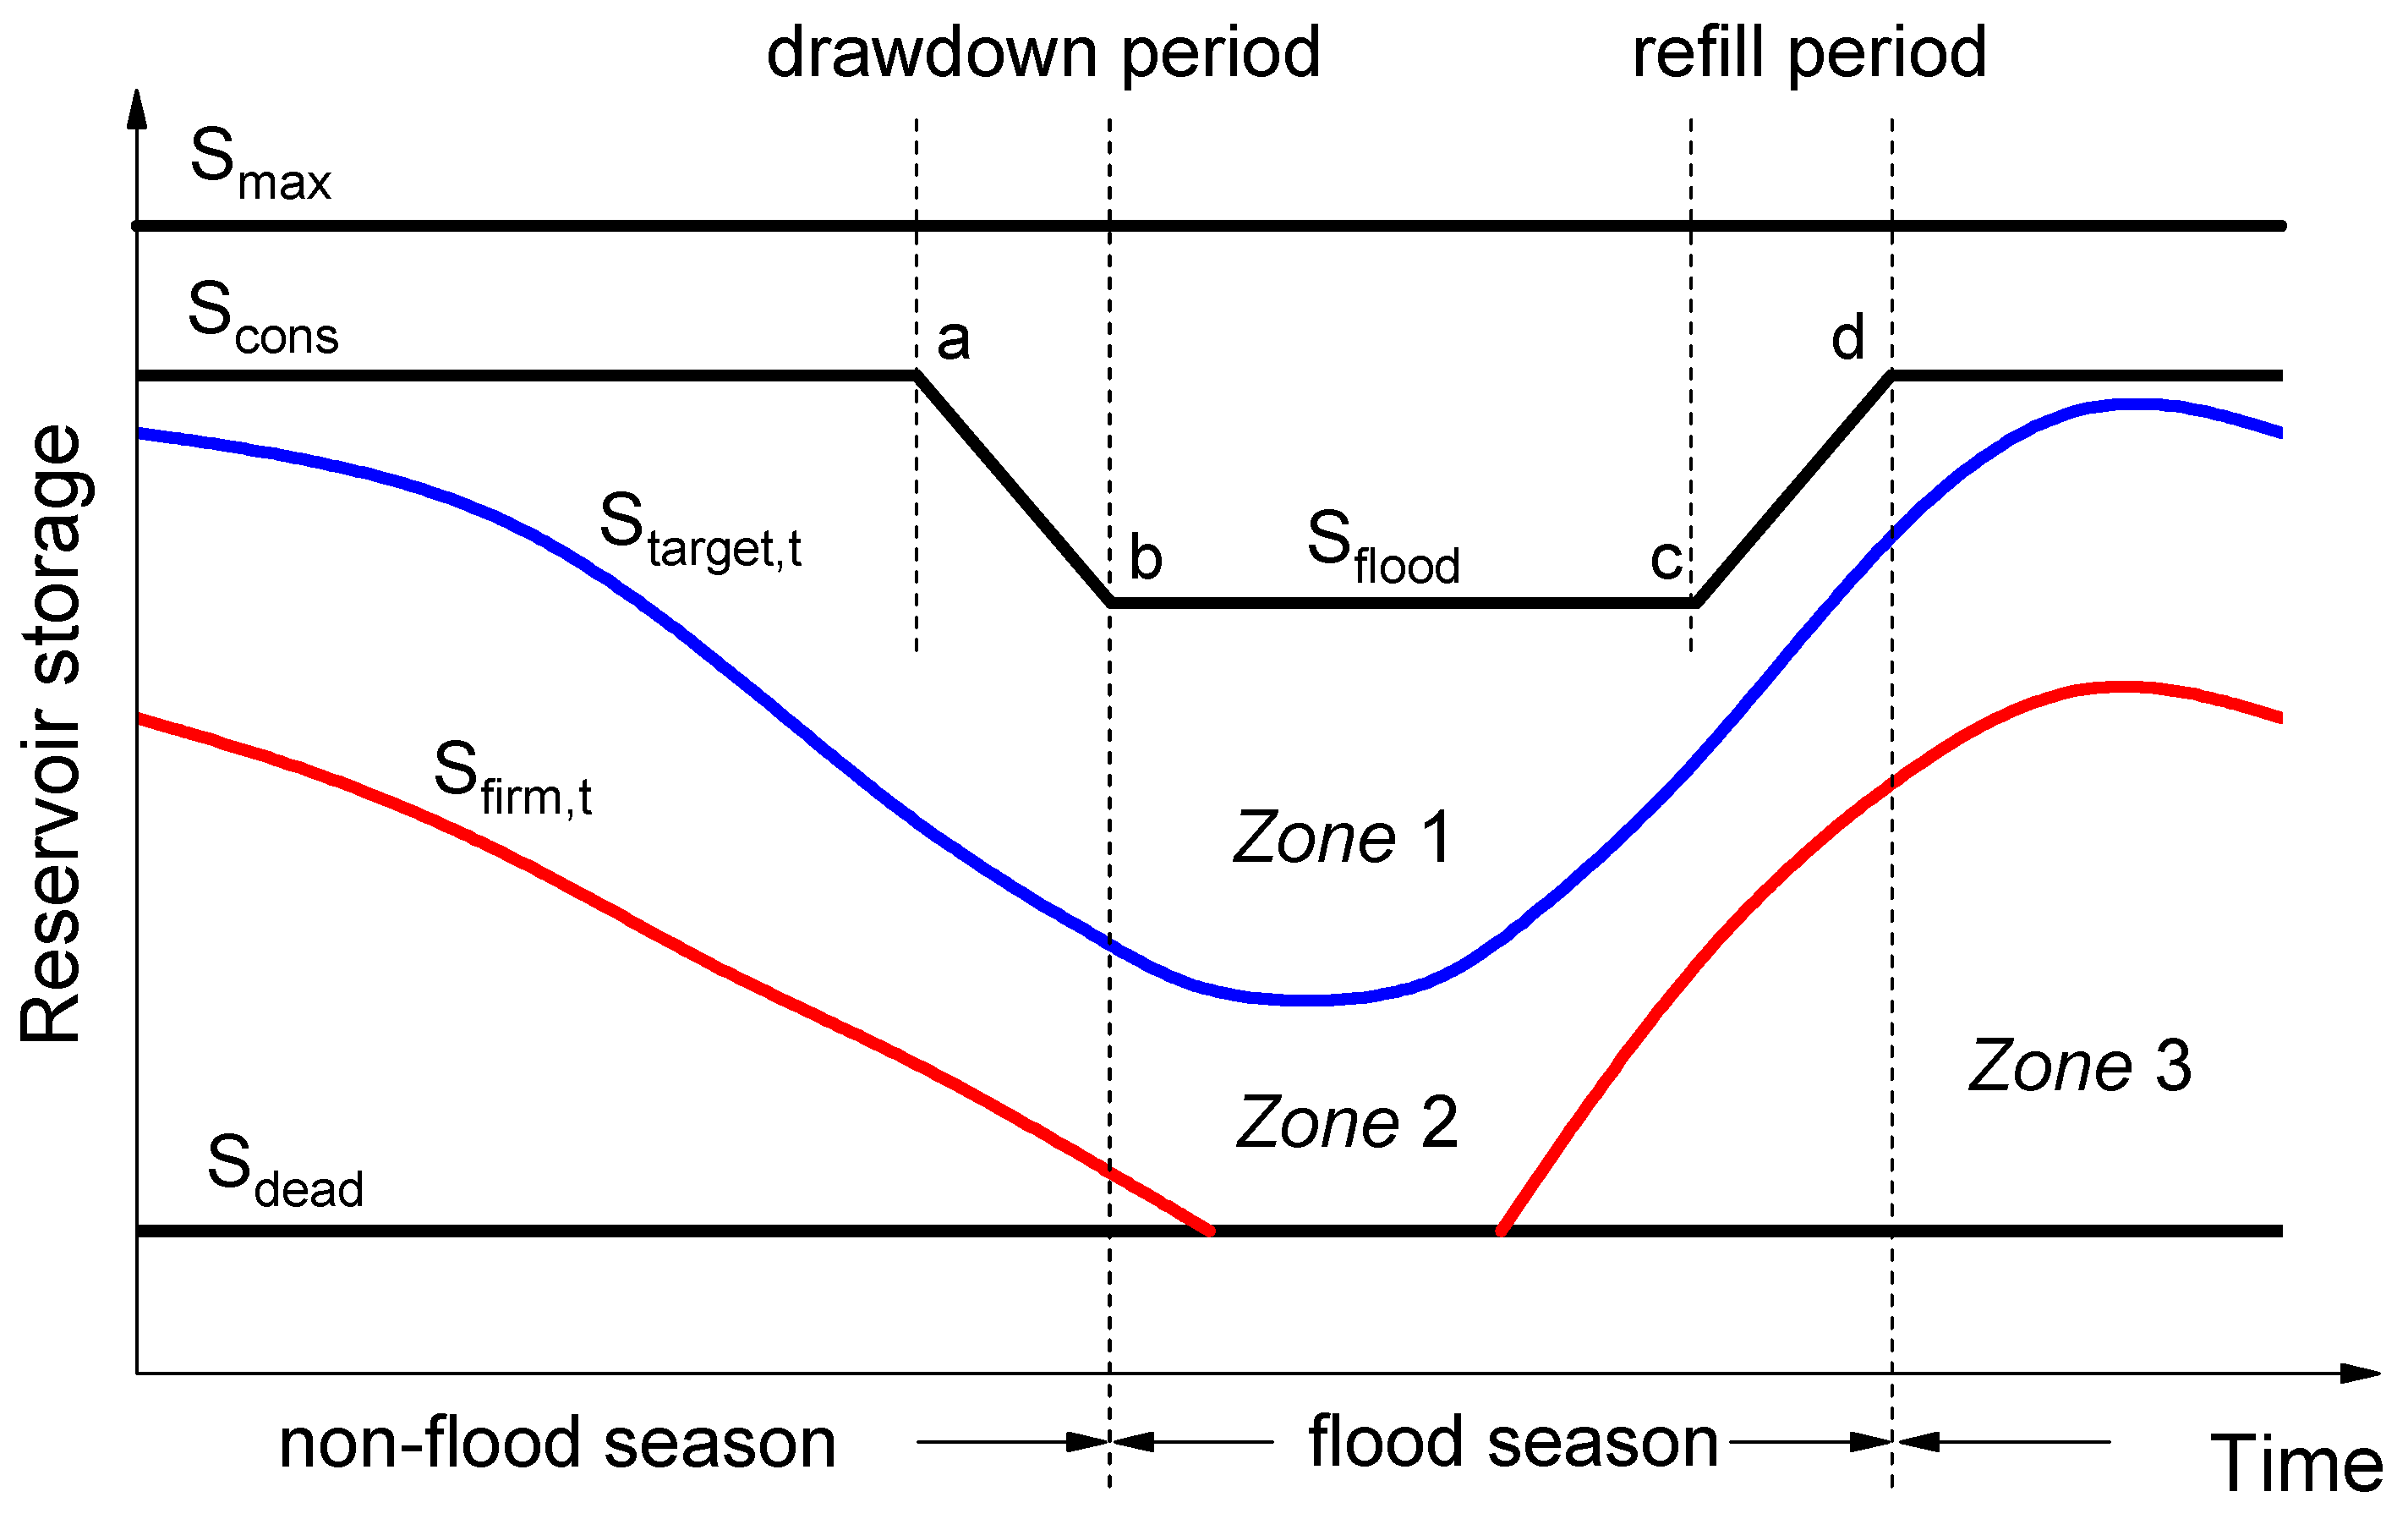 drawdown period
refill period
Smax
Scons
a
d
Starget,t
b
Sflood
c
Sfirm,t
Zone 1
Zone 2
Zone 3
Sdead
Reservoir storage
non-flood season
flood season
Time